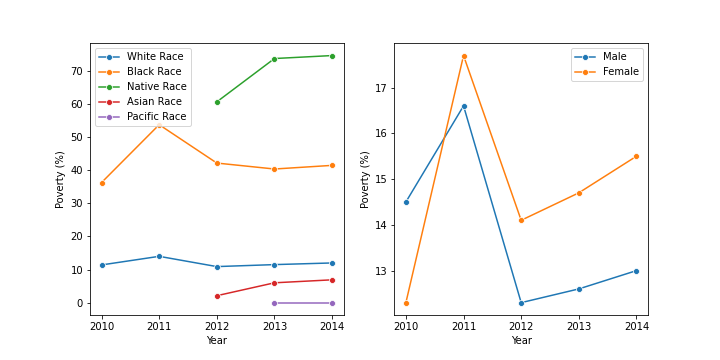 White Race
Black Race
Native Race
Asian Race
Pacific Race
Poverty (%)
70
60
50
40
30
20
10
0
2010 2011 2012 2013 2014
Year
Male
Female
Poverty (%)
17
16
15
14
13
2010 2011 2012 2013 2014
Year